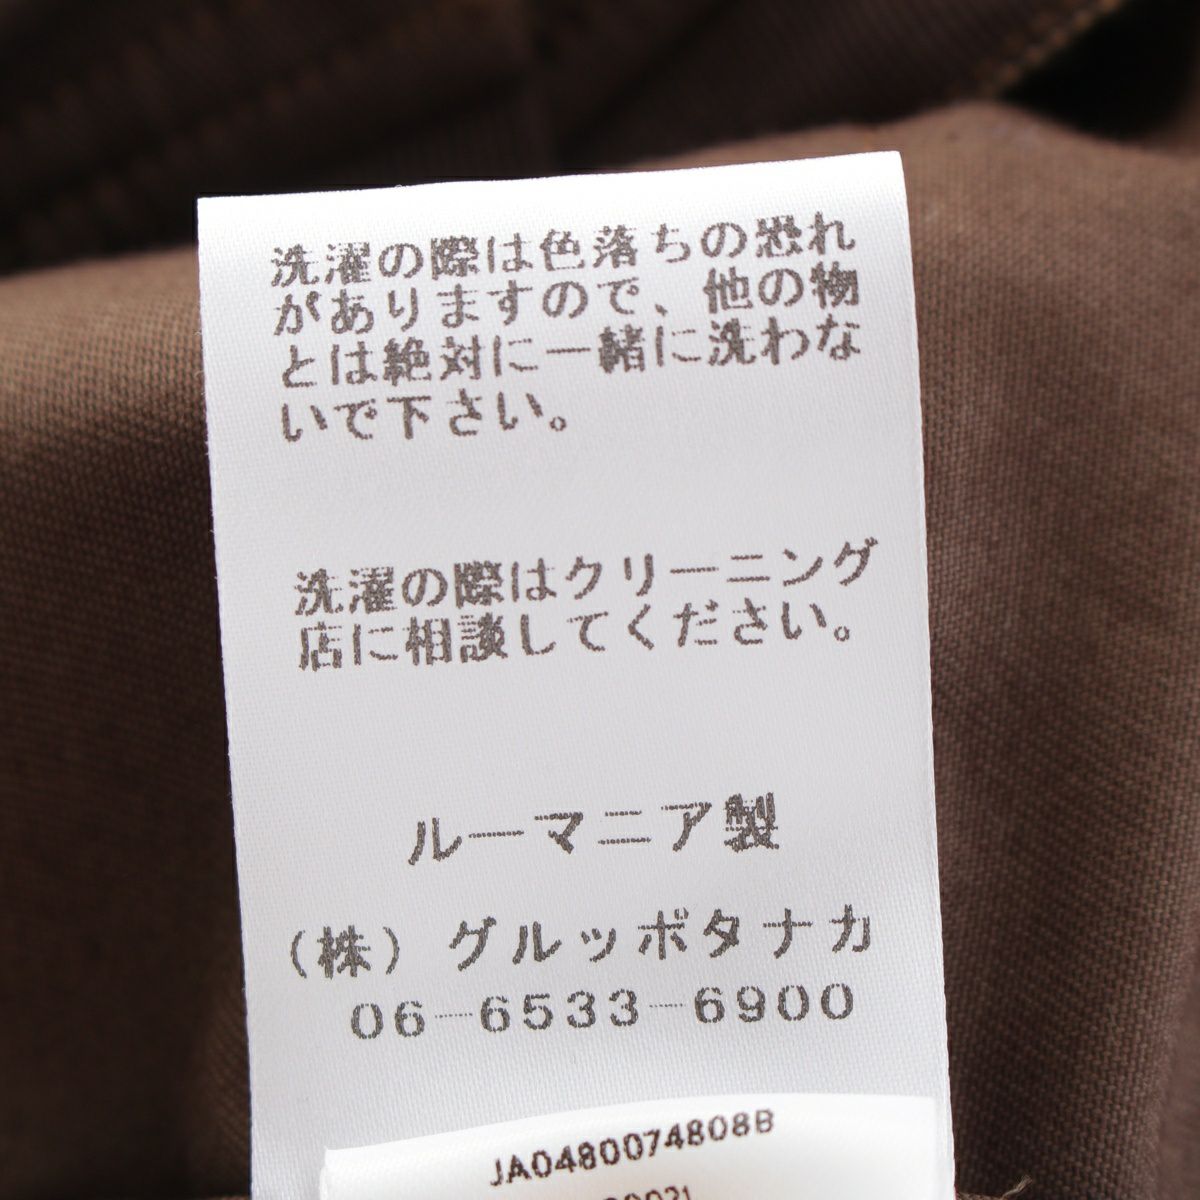 洗濯の際は色落ちの恐れ
がありますので、他の物
とは絶対に一緒に洗わな
いで下さい。
洗濯の際はクリーニング
店に相談してください。
ルーマニア製
（株）グルッポタナカ
06-6533-6900
JA0480074808B